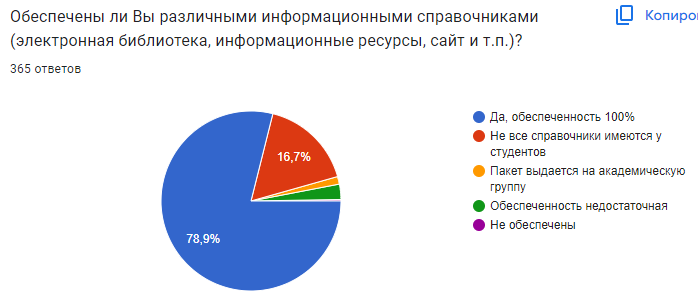 Обеспечены ли Вы различными информационными справочниками
(электронная библиотека, информационные ресурсы, сайт и т.п.)?
Копиро
365 ответов
78,9%
16,7%
Да, обеспеченность 100%
Не все справочники имеются у
студентов
Пакет выдается на академическую
группу
Обеспеченность недостаточная
Не обеспечены